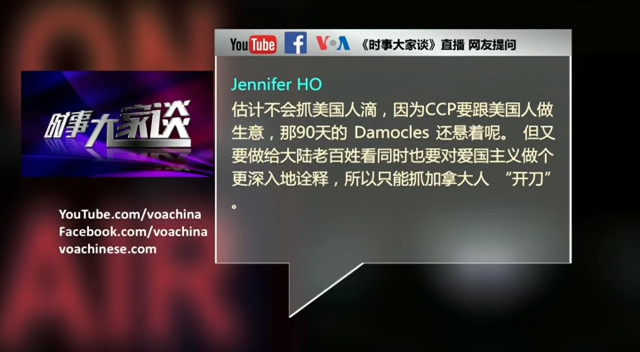 ON
AIR
YouTube f VOA 《时事大家谈》直播 网友提问
时事大家谈
Jennifer HO
估计不会抓美国人滴，因为CCP要跟美国人做
生意，那90天的 Damocles 还悬着呢。 但又
要做给大陆老百姓看同时也要对爱国主义做个
更深入地诠释，所以只能抓加拿大人 “开刀”
。
YouTube.com/voachina
Facebook.com/voachina
voachinese.com